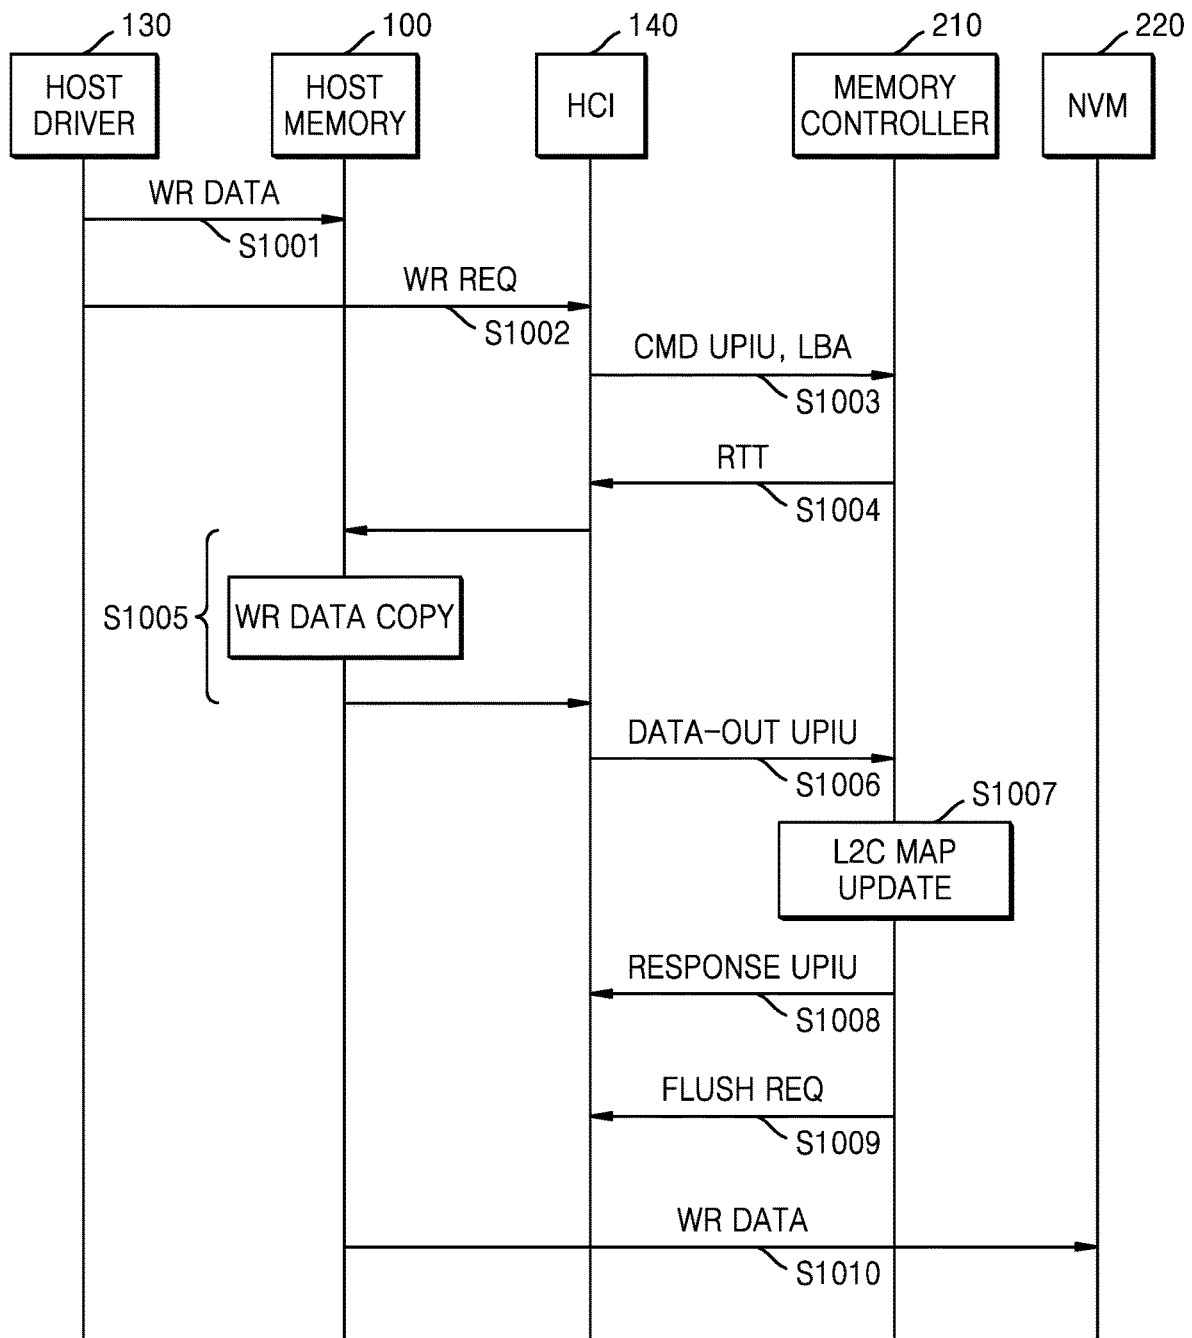 130
100
140
210
220
HOST
DRIVER
HOST
MEMORY
HCI
MEMORY
CONTROLLER
NVM
WR DATA
S1001
WR REQ
S1002
CMD UPIU, LBA
S1003
RTT
S1004
S1005
WR DATA COPY
DATA-OUT UPIU
S1006
S1007
L2C MAP
UPDATE
RESPONSE UPIU
S1008
FLUSH REQ
S1009
WR DATA
S1010